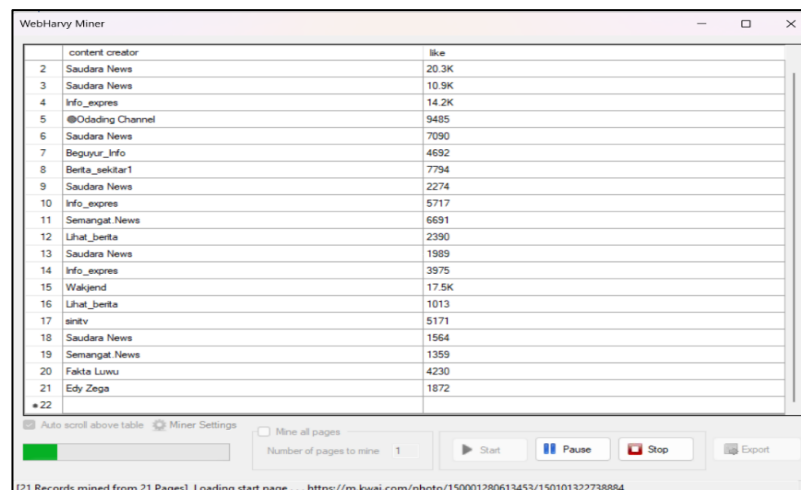 WebHarvy Miner
content creator like
2 Saudara News 20.3K
3 Saudara News 10.9K
4 Info_expres 14.2K
5 Odading Channel 9485
6 Saudara News 7090
7 Beguyur_Info 4692
8 Berita_sekitar1 7794
9 Saudara News 2274
10 Info_expres 5717
11 Semangat.News 6691
12 Lihat_berita 2390
13 Saudara News 1989
14 Info_expres 3975
15 Wakjend 17.5K
16 Lihat_berita 1013
17 sinitv 5171
18 Saudara News 1564
19 Semangat.News 1359
20 Fakta Luwu 4230
21 Edy Zega 1872
22
Auto scroll above table Miner Settings
Mine all pages
Number of pages to mine 1
Start Pause Stop Export
[21 Records mined from 21 Pages] Loading start page . . . https://m.kwai.com/photo/150001280613453/150101322738884